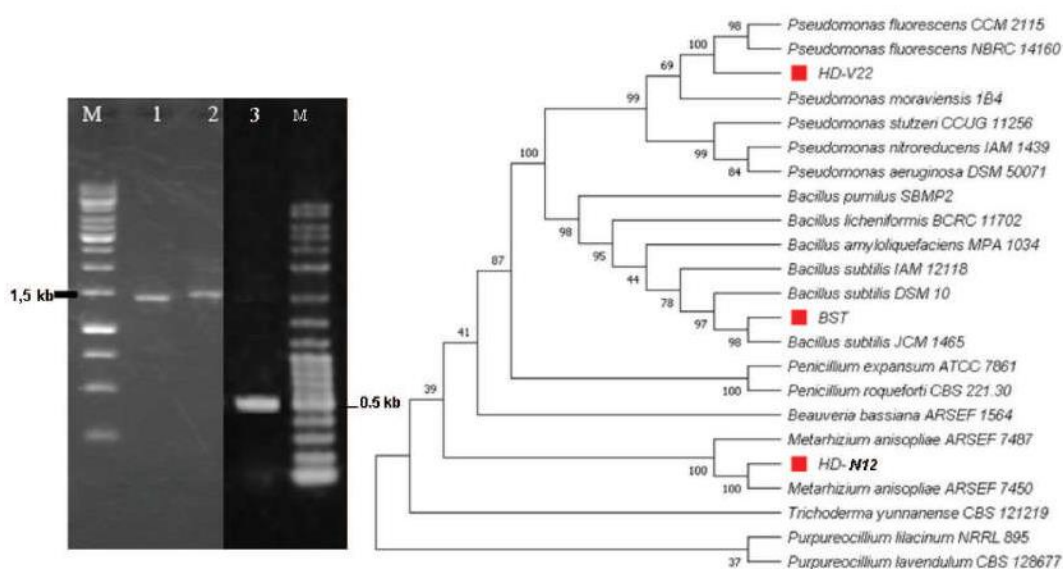 M 1 2 3 M
1,5 kb
0.5 kb
98 Pseudomonas fluorescens CCM 2115
100 Pseudomonas fluorescens NBRC 14160
69 HD-V22
99 Pseudomonas moraviensis 1B4
Pseudomonas stutzeri CCUG 11256
99 Pseudomonas nitroreducens IAM 1439
84 Pseudomonas aeruginosa DSM 50071
100
Bacillus pumilus SBMP2
98 Bacillus licheniformis BCRC 11702
95 Bacillus amyloliquefaciens MPA 1034
44 Bacillus subtilis IAM 12118
78 Bacillus subtilis DSM 10
97 BST
98 Bacillus subtilis JCM 1465
87
Penicillium expansum ATCC 7861
100 Penicillium roqueforti CBS 221.30
41 Beauveria bassiana ARSEF 1564
39 Metarhizium anisopliae ARSEF 7487
100 HD-N12
100 Metarhizium anisopliae ARSEF 7450
Trichoderma yunnanense CBS 121219
Purpureocillium lilacinum NRRL 895
37 Purpureocillium lavendulum CBS 128677